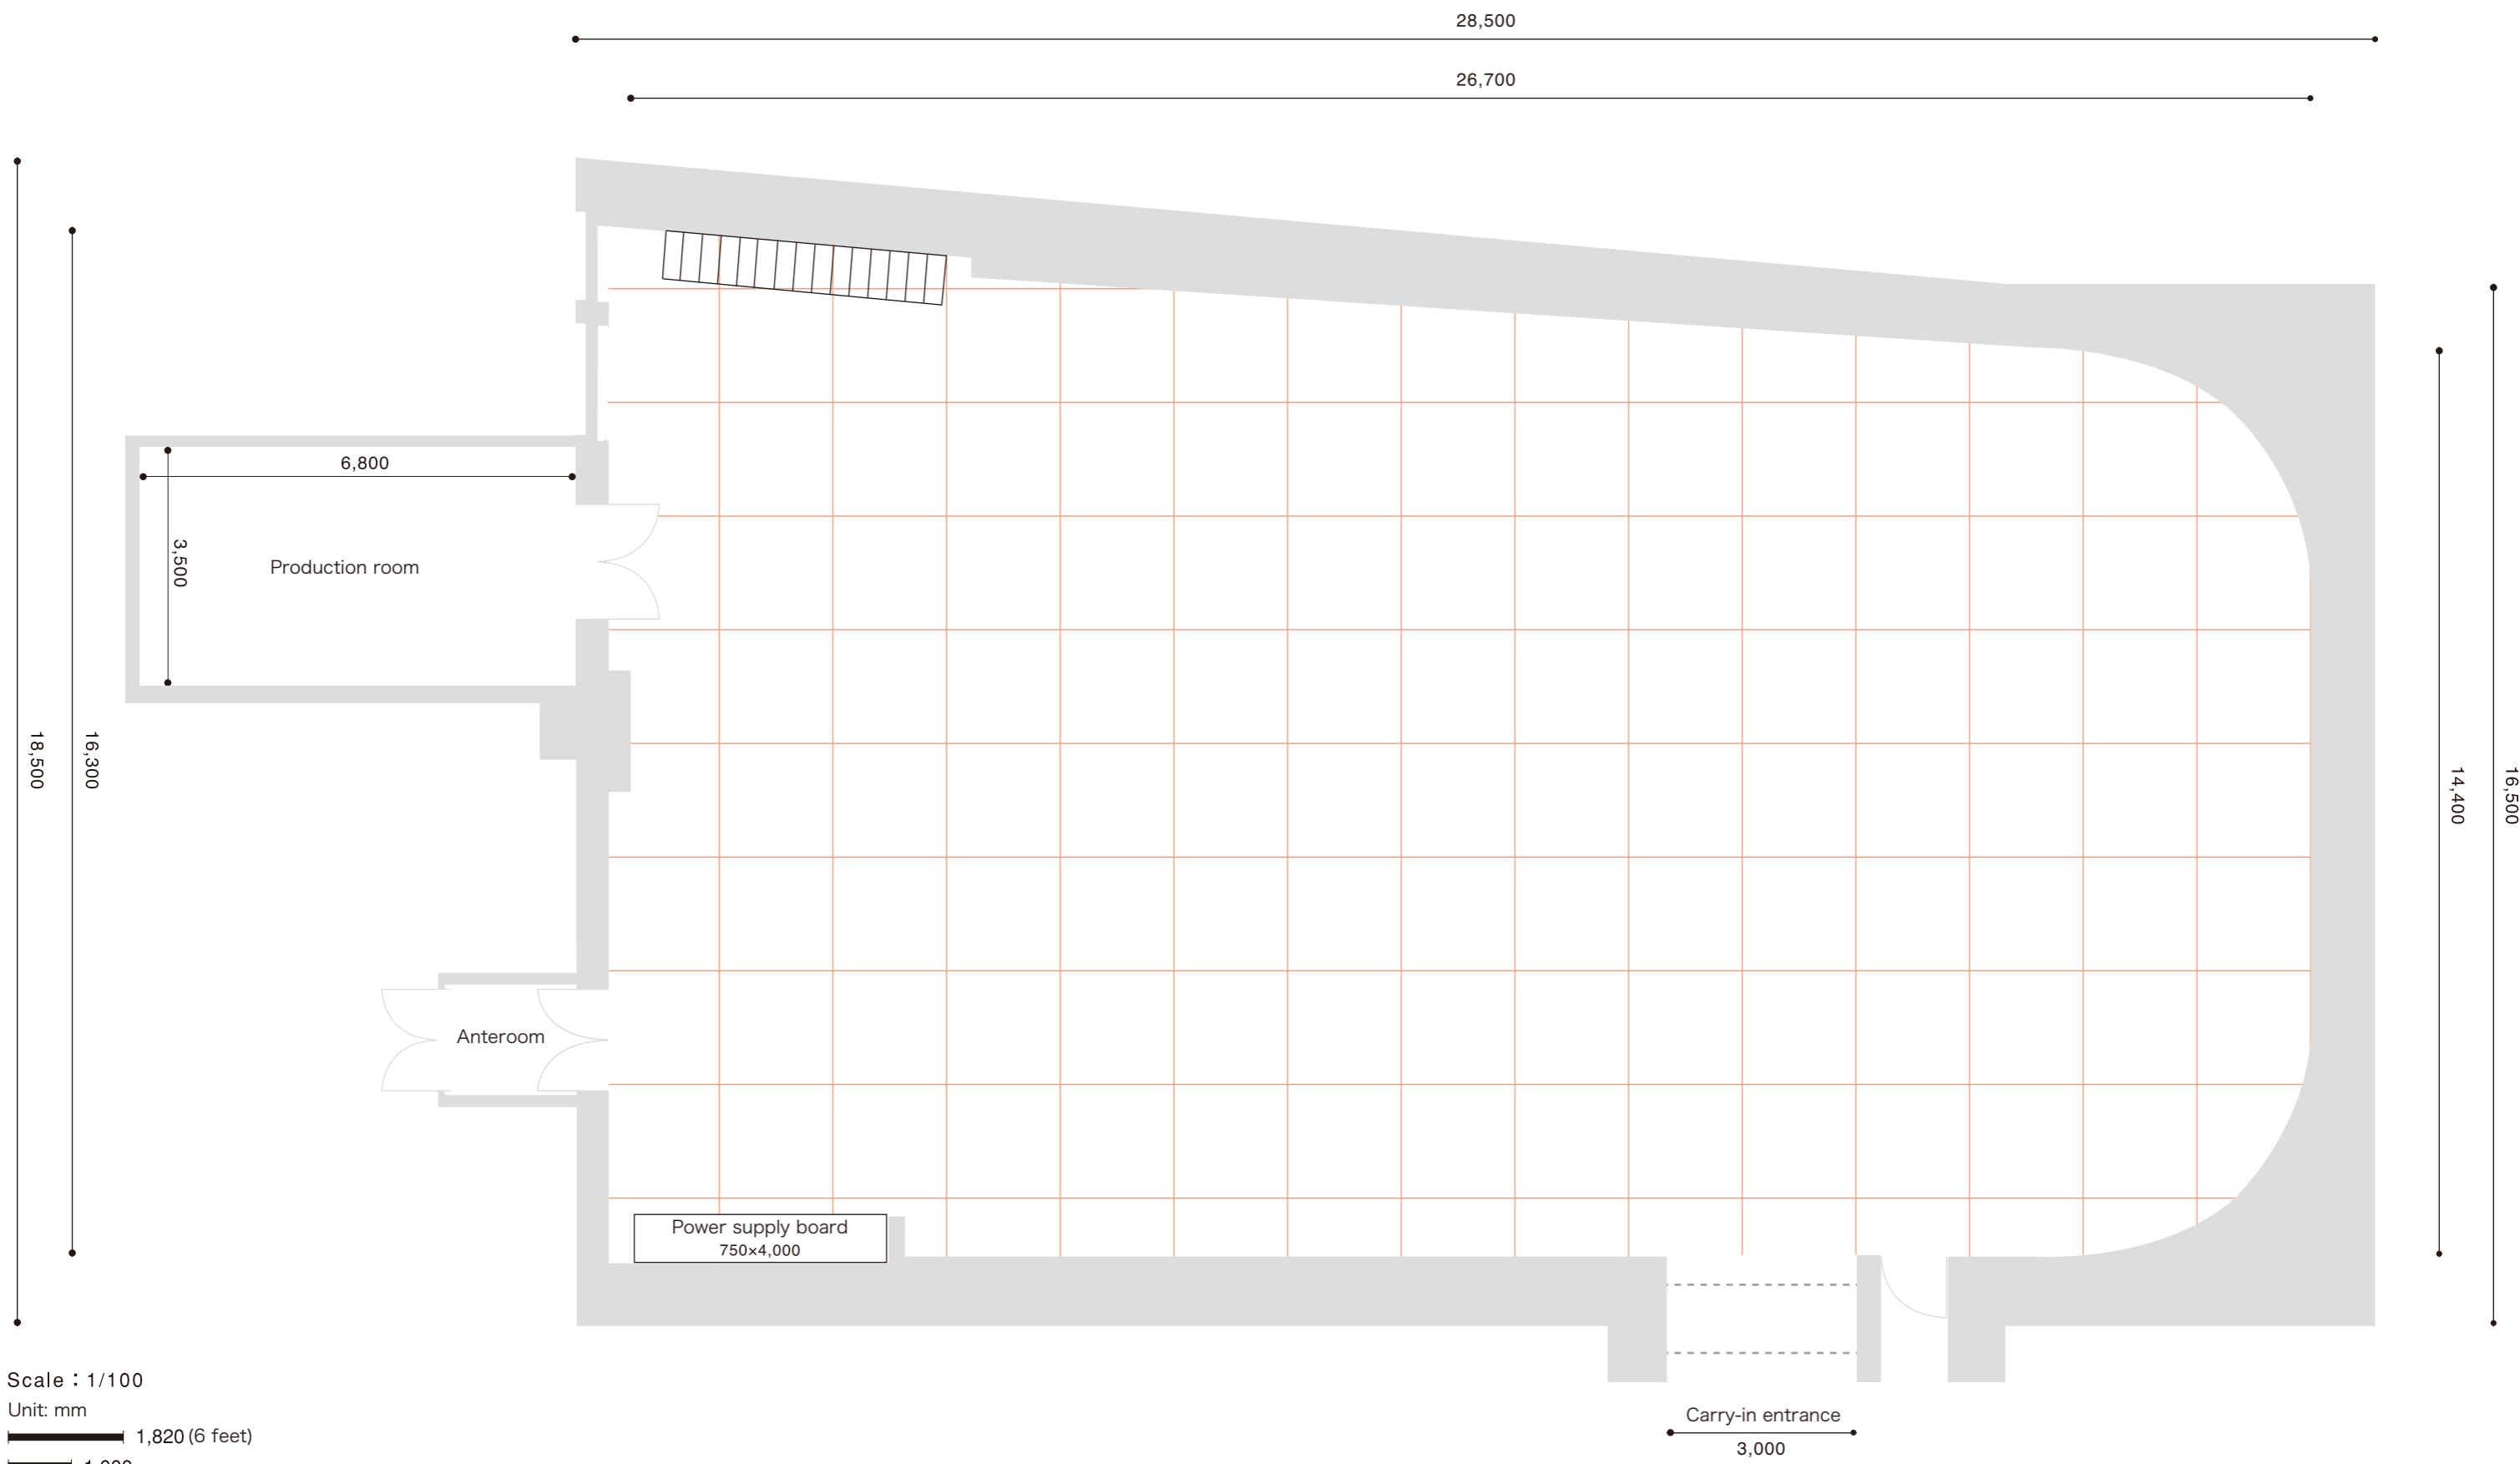 28,500
26,700
6,800
3,500
Production room
18,500
16,300
14,400
16,500
Anteroom
Power supply board
750×4,000
Scale：1/100
Unit: mm
1,820 (6 feet)
Carry-in entrance
3,000